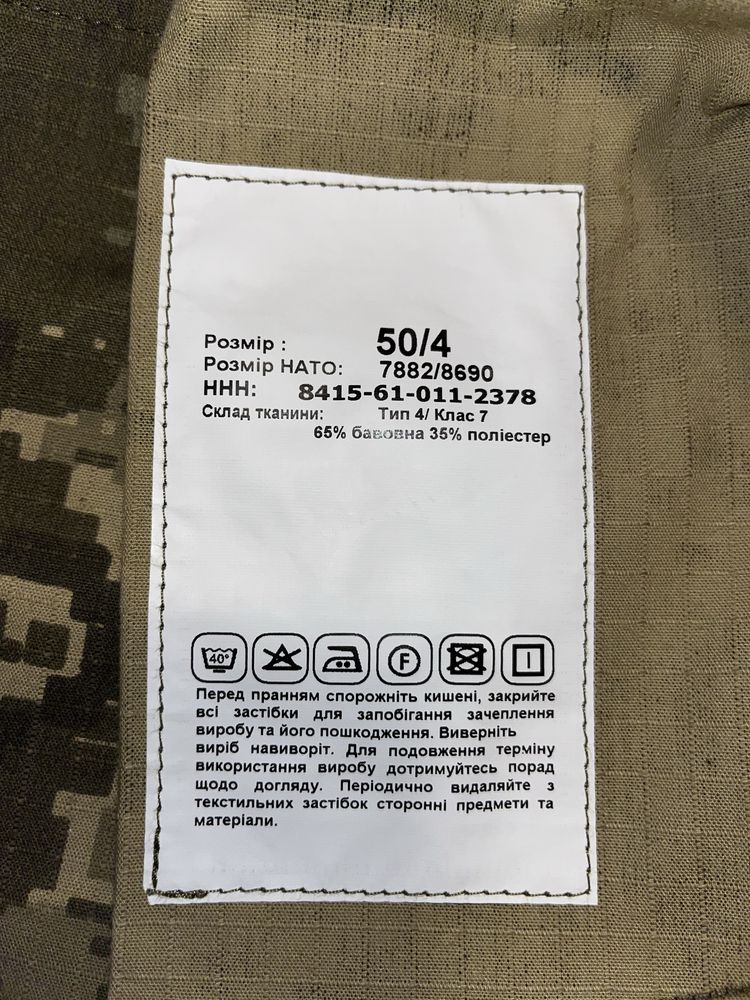 Розмір : 50/4
Розмір НАТО: 7882/8690
ННН: 8415-61-011-2378
Склад тканини: Тип 4/ Клас 7
65% бавовна 35% поліестер
40° F
Перед пранням спорожніть кишені, закрийте
всі застібки для запобігання зачеплення
виробу та його пошкодження. Виверніть
виріб навиворіт. Для подовження терміну
використання виробу дотримуйтесь порад
щодо догляду. Періодично видаляйте з
текстильних застібок сторонні предмети та
матеріали.